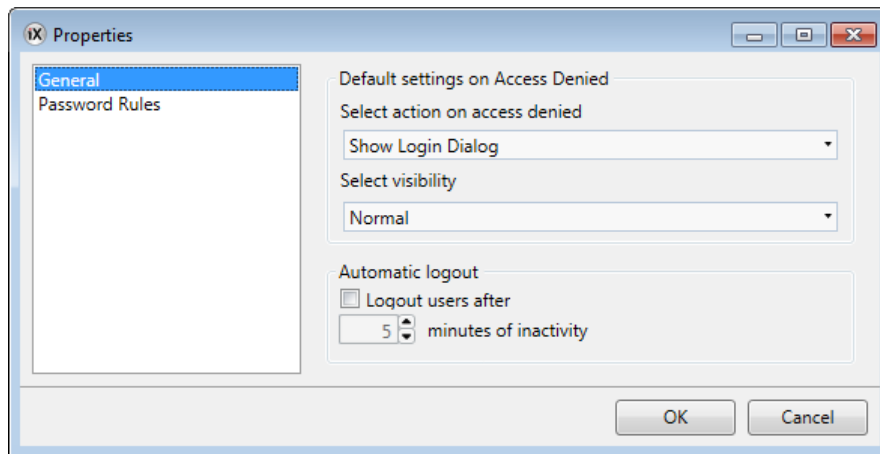 iX Properties
General
Password Rules
Default settings on Access Denied
Select action on access denied
Show Login Dialog
Select visibility
Normal
Automatic logout
Logout users after
5 minutes of inactivity
OK Cancel